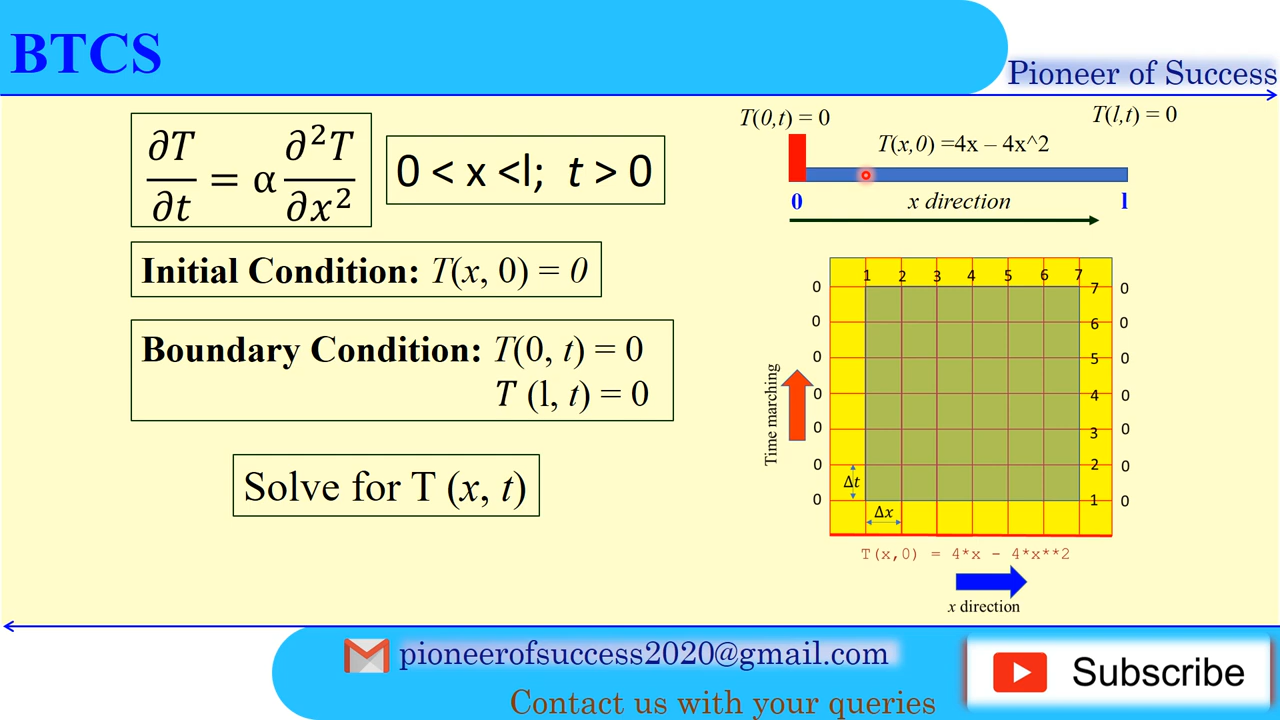 BTCS
Pioneer of Success
∂T/∂t = α ∂²T/∂x²
0 < x <l; t > 0
Initial Condition: T(x, 0) = 0
Boundary Condition: T(0, t) = 0
T (l, t) = 0
Solve for T (x, t)
T(0,t) = 0
T(l,t) = 0
T(x,0) =4x – 4x^2
0
x direction
l
1 2 3 4 5 6 7
0 7 0
0 6 0
0 5 0
0 4 0
0 3 0
0 2 0
0 1 0
Time marching
Δt
Δx
T(x,0) = 4*x - 4*x**2
x direction
pioneerofsuccess2020@gmail.com
Contact us with your queries
Subscribe